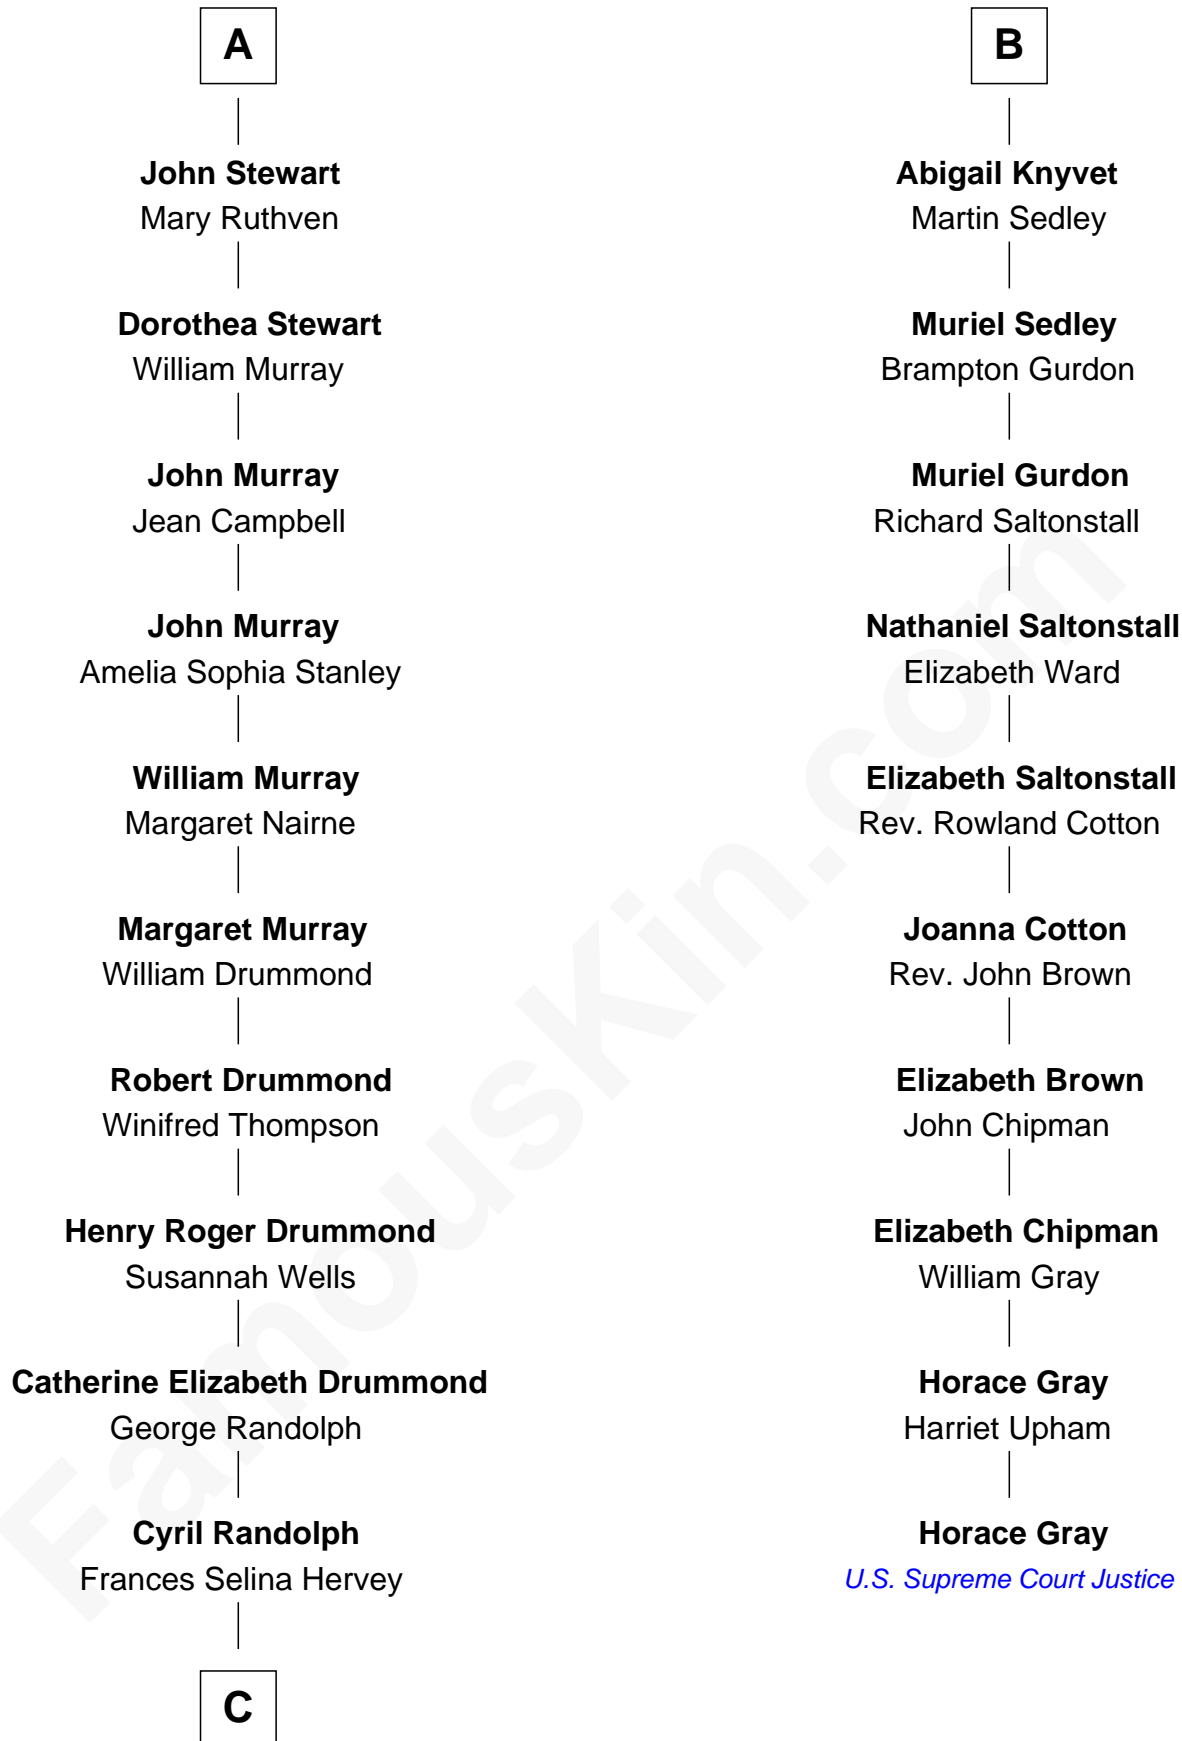 A
John Stewart
Mary Ruthven
Dorothea Stewart
William Murray
John Murray
Jean Campbell
John Murray
Amelia Sophia Stanley
William Murray
Margaret Nairne
Margaret Murray
William Drummond
Robert Drummond
Winifred Thompson
Henry Roger Drummond
Susannah Wells
Catherine Elizabeth Drummond
George Randolph
Cyril Randolph
Frances Selina Hervey
C
B
Abigail Knyvet
Martin Sedley
Muriel Sedley
Brampton Gurdon
Muriel Gurdon
Richard Saltonstall
Nathaniel Saltonstall
Elizabeth Ward
Elizabeth Saltonstall
Rev. Rowland Cotton
Joanna Cotton
Rev. John Brown
Elizabeth Brown
John Chipman
Elizabeth Chipman
William Gray
Horace Gray
Harriet Upham
Horace Gray
U.S. Supreme Court Justice
FamousKin.com